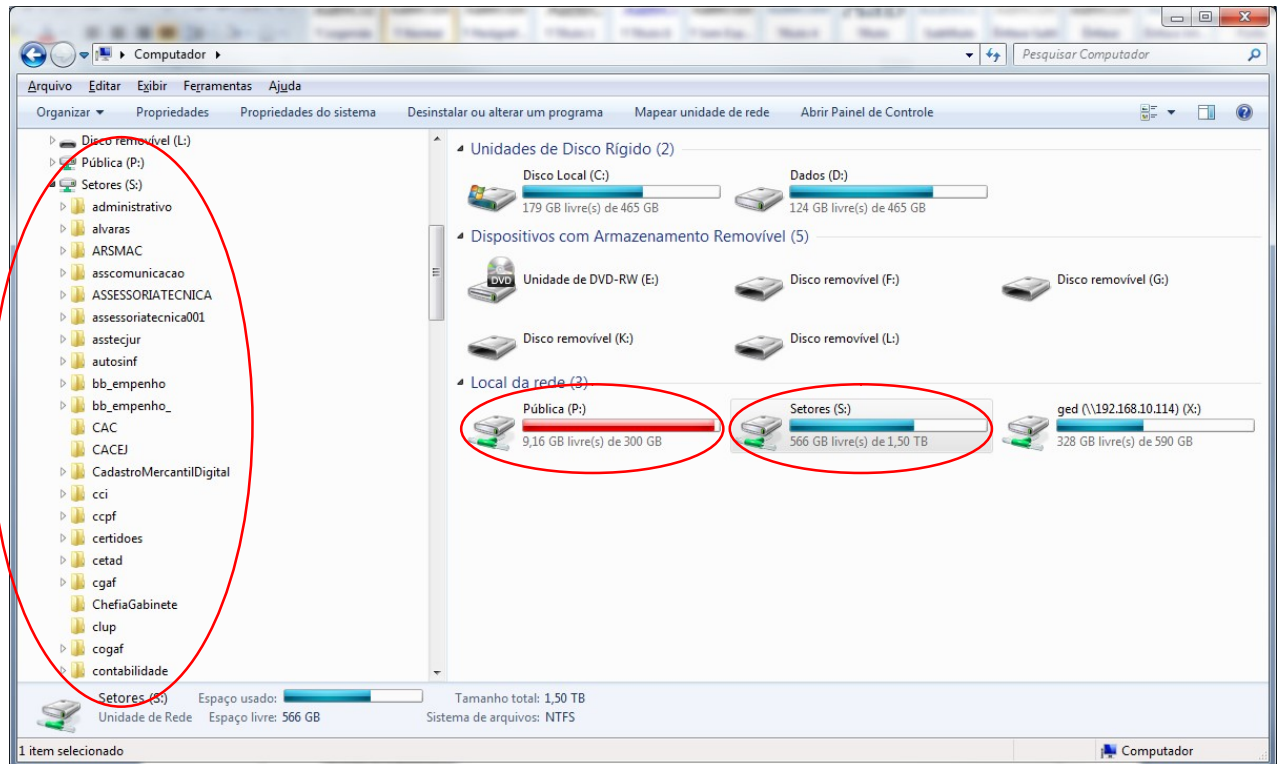 Computador
Pesquisar Computador
Arquivo Editar Exibir Ferramentas Ajuda
Organizar Propriedades Propriedades do sistema Desinstalar ou alterar um programa Mapear unidade de rede Abrir Painel de Controle
Disco removível (L:)
Pública (P:)
Setores (S:)
administrativo
alvaras
ARSMAC
asscomunicacao
ASSESSORIATECNICA
assessoriatecnica001
asstecjur
autosinf
bb_empenho
bb_empenho_
CAC
CACEJ
CadastroMercantilDigital
cci
ccpf
certidoes
cetad
cgaf
ChefiaGabinete
clup
cogaf
contabilidade
Unidades de Disco Rígido (2)
Disco Local (C:)
179 GB livre(s) de 465 GB
Dados (D:)
124 GB livre(s) de 465 GB
Dispositivos com Armazenamento Removível (5)
DVD
Unidade de DVD-RW (E:)
Disco removível (F:)
Disco removível (G:)
Disco removível (K:)
Disco removível (L:)
Local da rede (3)
Pública (P:)
9,16 GB livre(s) de 300 GB
Setores (S:)
566 GB livre(s) de 1,50 TB
ged (\\192.168.10.114) (X:)
328 GB livre(s) de 590 GB
Setores (S:) Espaço usado: Tamanho total: 1,50 TB
Unidade de Rede Espaço livre: 566 GB Sistema de arquivos: NTFS
1 item selecionado
Computador